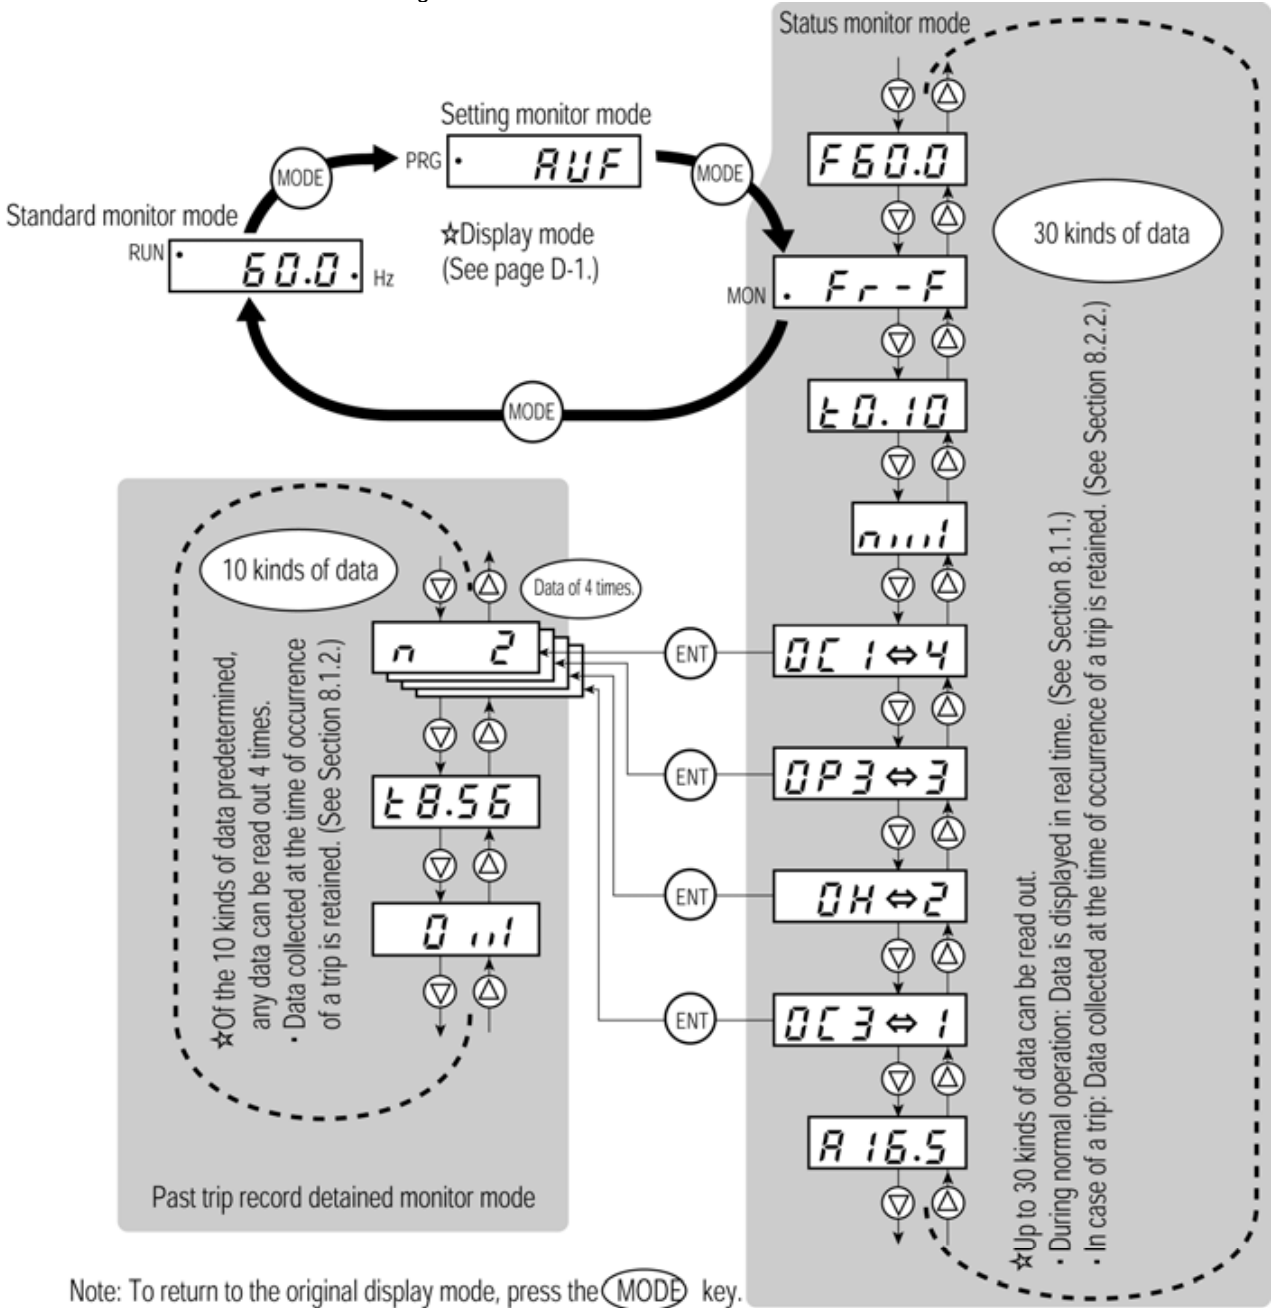 Status monitor mode
Setting monitor mode
MODE
PRG
AUF
MODE
F60.0
Standard monitor mode
RUN
60.0
Hz
☆Display mode
(See page D-1.)
30 kinds of data
MON
Fr-F
MODE
t0.10
10 kinds of data
Data of 4 times.
n 2
ENT
OC1⇔4
t8.56
ENT
OP3⇔3
ENT
OH⇔2
ENT
OC3⇔1
A16.5
☆Of the 10 kinds of data predetermined,
any data can be read out 4 times.
· Data collected at the time of occurrence
of a trip is retained. (See Section 8.1.2.)
☆Up to 30 kinds of data can be read out.
· During normal operation: Data is displayed in real time. (See Section 8.1.1.)
· In case of a trip: Data collected at the time of occurrence of a trip is retained. (See Section 8.2.2.)
Past trip record detained monitor mode
Note: To return to the original display mode, press the MODE key.